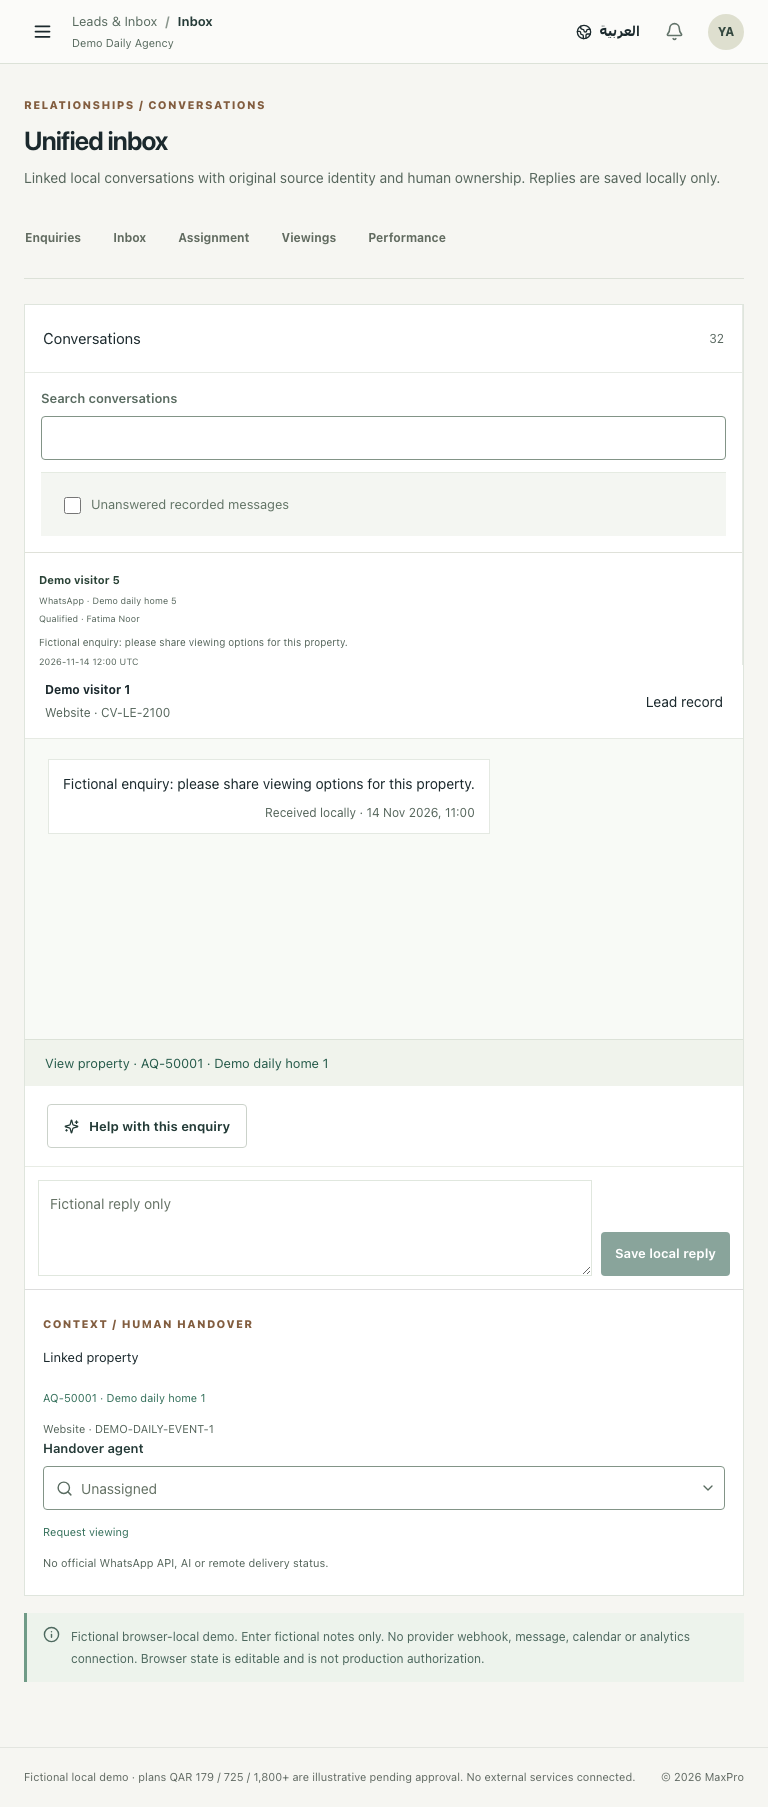 Leads & Inbox / Inbox
Demo Daily Agency
العربية
YA
RELATIONSHIPS / CONVERSATIONS
Unified inbox
Linked local conversations with original source identity and human ownership. Replies are saved locally only.
Enquiries Inbox Assignment Viewings Performance
Conversations 32
Search conversations
Unanswered recorded messages
Demo visitor 5
WhatsApp · Demo daily home 5
Qualified · Fatima Noor
Fictional enquiry: please share viewing options for this property.
2026-11-14 12:00 UTC
Demo visitor 1
Website · CV-LE-2100
Lead record
Fictional enquiry: please share viewing options for this property.
Received locally · 14 Nov 2026, 11:00
View property · AQ-50001 · Demo daily home 1
Help with this enquiry
Fictional reply only
Save local reply
CONTEXT / HUMAN HANDOVER
Linked property
AQ-50001 · Demo daily home 1
Website · DEMO-DAILY-EVENT-1
Handover agent
Unassigned
Request viewing
No official WhatsApp API, AI or remote delivery status.
Fictional browser-local demo. Enter fictional notes only. No provider webhook, message, calendar or analytics
connection. Browser state is editable and is not production authorization.
Fictional local demo · plans QAR 179 / 725 / 1,800+ are illustrative pending approval. No external services connected.
© 2026 MaxPro